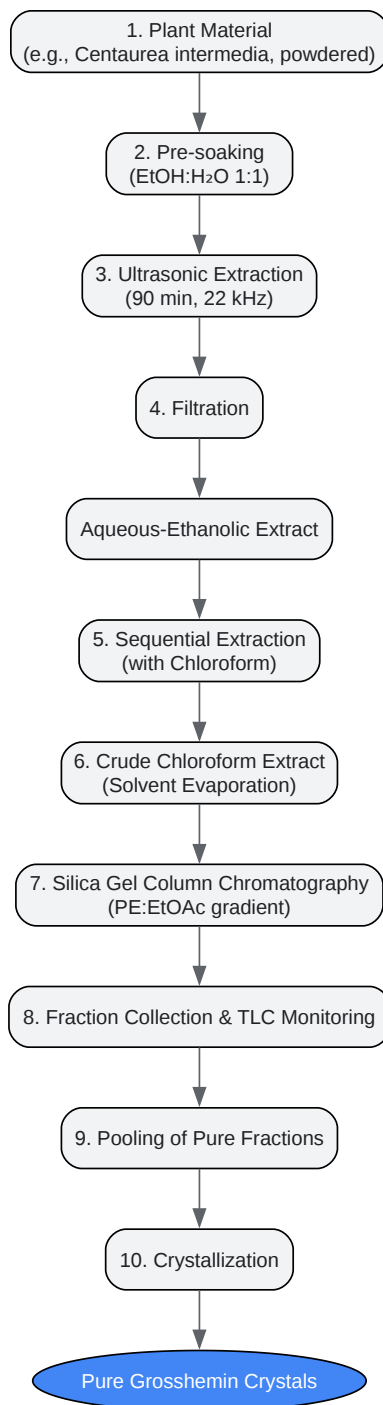 1. Plant Material
(e.g., Centaurea intermedia, powdered)
2. Pre-soaking
(EtOH:H₂O 1:1)
3. Ultrasonic Extraction
(90 min, 22 kHz)
4. Filtration
Aqueous-Ethanolic Extract
5. Sequential Extraction
(with Chloroform)
6. Crude Chloroform Extract
(Solvent Evaporation)
7. Silica Gel Column Chromatography
(PE:EtOAc gradient)
8. Fraction Collection & TLC Monitoring
9. Pooling of Pure Fractions
10. Crystallization
Pure Grosshemin Crystals